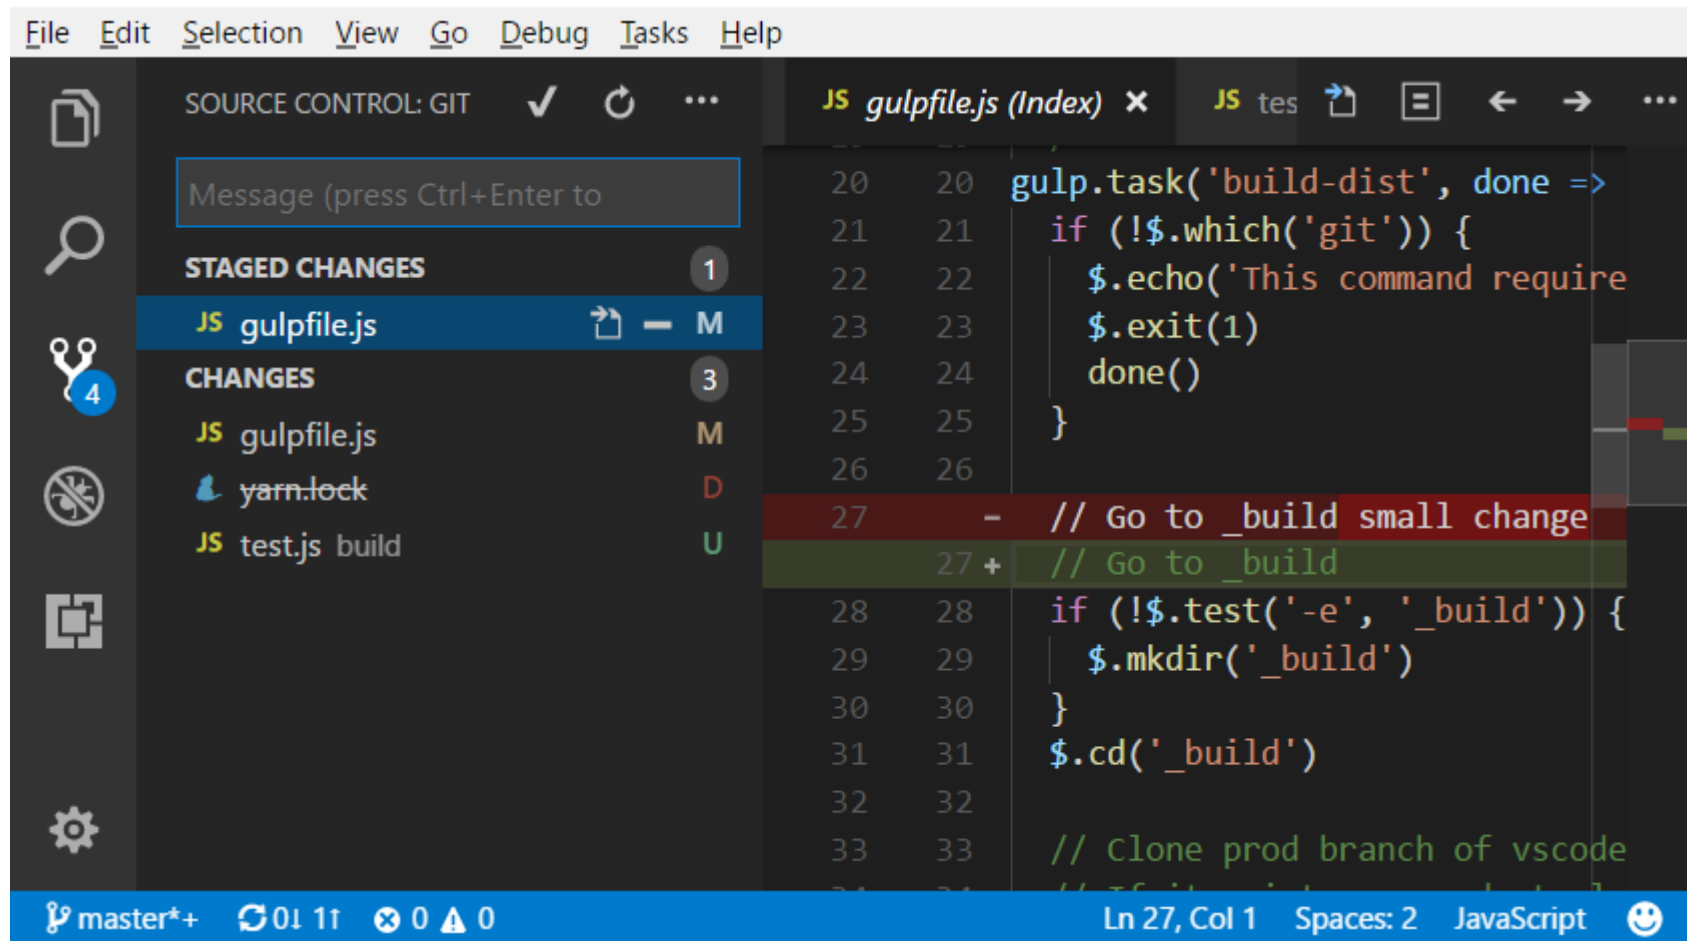 File Edit Selection View Go Debug Tasks Help
SOURCE CONTROL: GIT
Message (press Ctrl+Enter to
STAGED CHANGES 1
JS gulpfile.js M
CHANGES 3
JS gulpfile.js M
yarn.lock D
JS test.js build U
4
JS gulpfile.js (Index) JS tes
20 20 gulp.task('build-dist', done =>
21 21 if (!$.which('git')) {
22 22 $.echo('This command require
23 23 $.exit(1)
24 24 done()
25 25 }
26 26
27 - // Go to _build small change
27 + // Go to _build
28 28 if (!$.test('-e', '_build')) {
29 29 $.mkdir('_build')
30 30 }
31 31 $.cd('_build')
32 32
33 33 // Clone prod branch of vscode
master*+ 0↓ 1↑ 0 0 Ln 27, Col 1 Spaces: 2 JavaScript